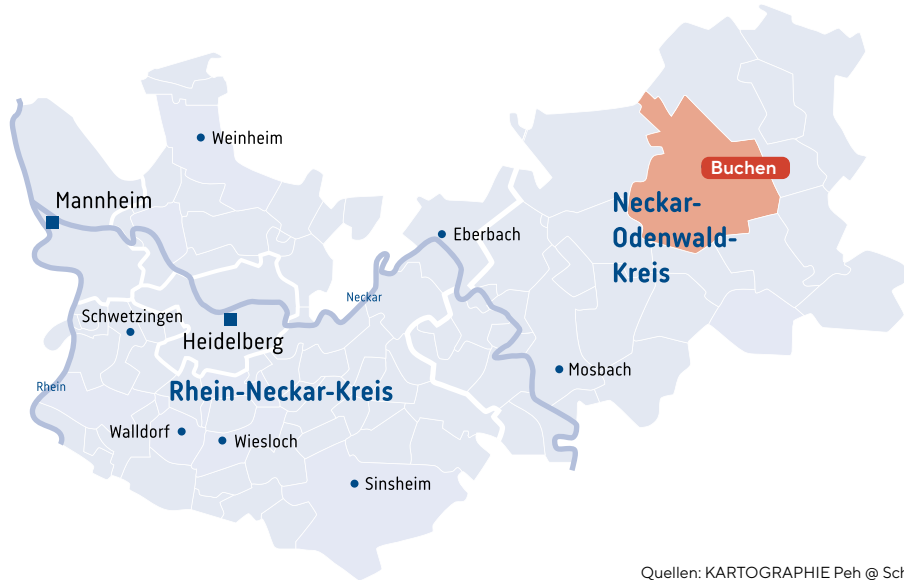 Weinheim
Buchen
Mannheim
Neckar-
Odenwald-
Kreis
Eberbach
Neckar
Schwetzingen
Heidelberg
Mosbach
Rhein
Rhein-Neckar-Kreis
Walldorf
Wiesloch
Sinsheim
Quellen: KARTOGRAPHIE Peh @ Sch